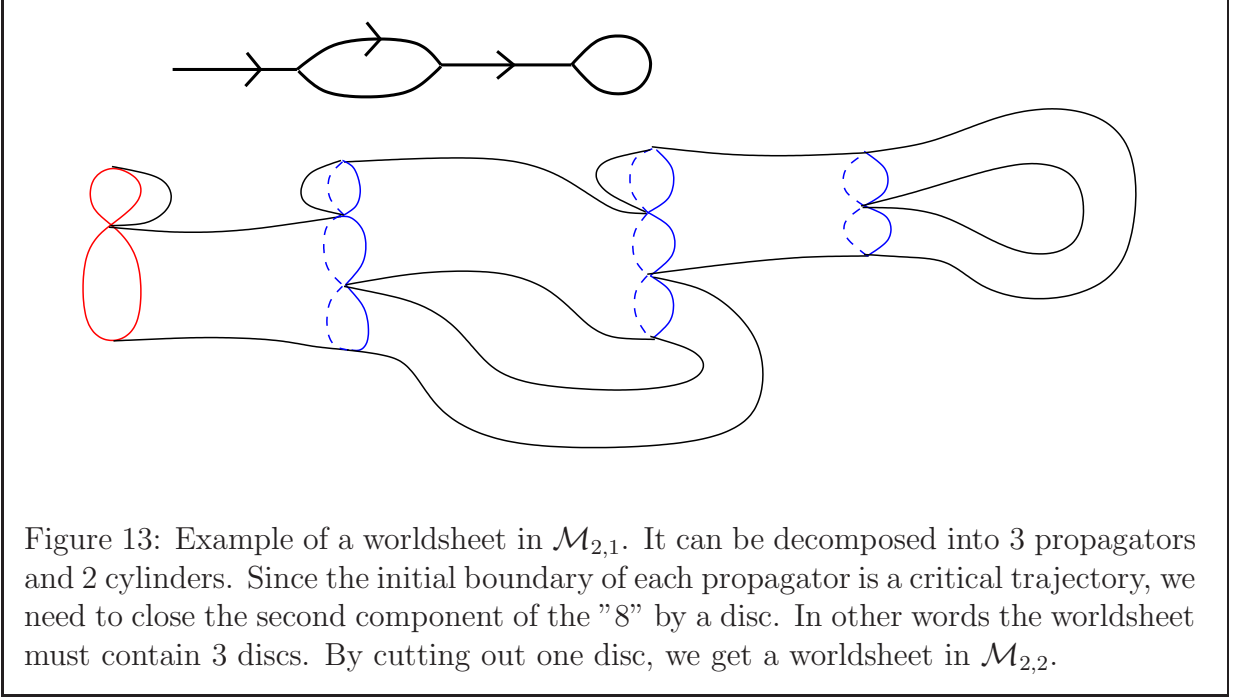 Figure 13: Example of a worldsheet in $\mathcal{M}_{2,1}$. It can be decomposed into 3 propagators
and 2 cylinders. Since the initial boundary of each propagator is a critical trajectory, we
need to close the second component of the "8" by a disc. In other words the worldsheet
must contain 3 discs. By cutting out one disc, we get a worldsheet in $\mathcal{M}_{2,2}$.